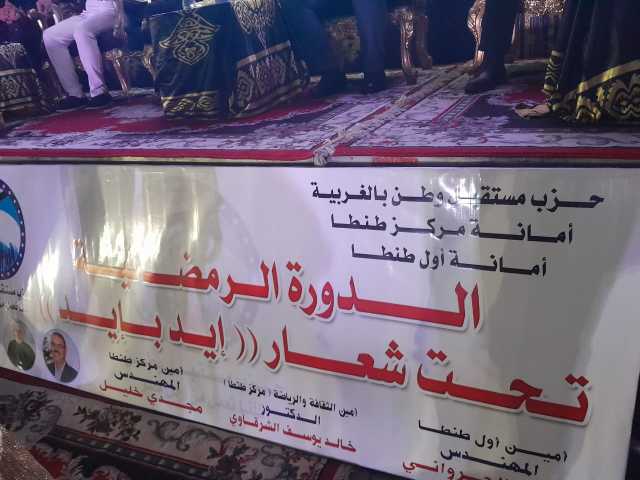 حزب مستقبل وطن بالغربية
أمانة مركز طنطا
أمانة أول طنطا
الدورة الرمضية
تحت شعار (( إيد بإيد ))
أمين أول طنطا
المهندس
أمين الثقافة والرياضة ( مركز طنطا )
الدكتور
خالد يوسف الشرقاوي
أمين مركز طنطا
المهندس
مجدي خليل